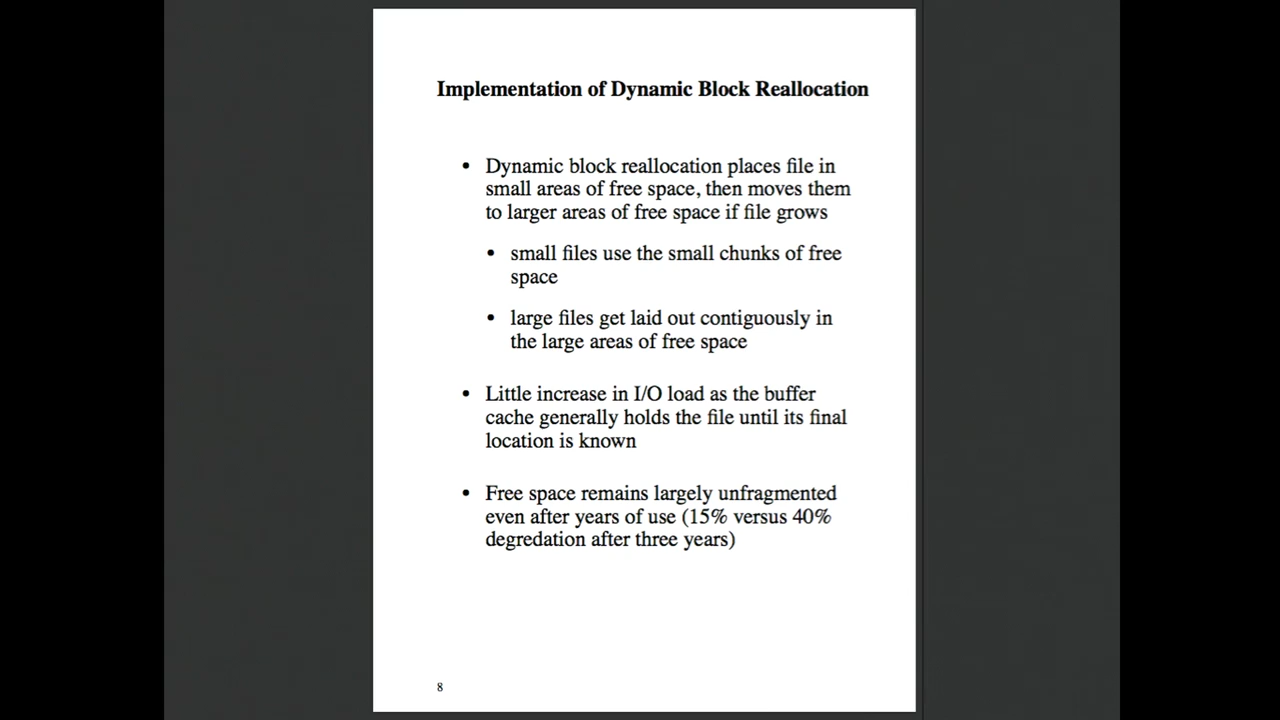 Implementation of Dynamic Block Reallocation
• Dynamic block reallocation places file in
small areas of free space, then moves them
to larger areas of free space if file grows
• small files use the small chunks of free
space
• large files get laid out contiguously in
the large areas of free space
• Little increase in I/O load as the buffer
cache generally holds the file until its final
location is known
• Free space remains largely unfragmented
even after years of use (15% versus 40%
degredation after three years)
8